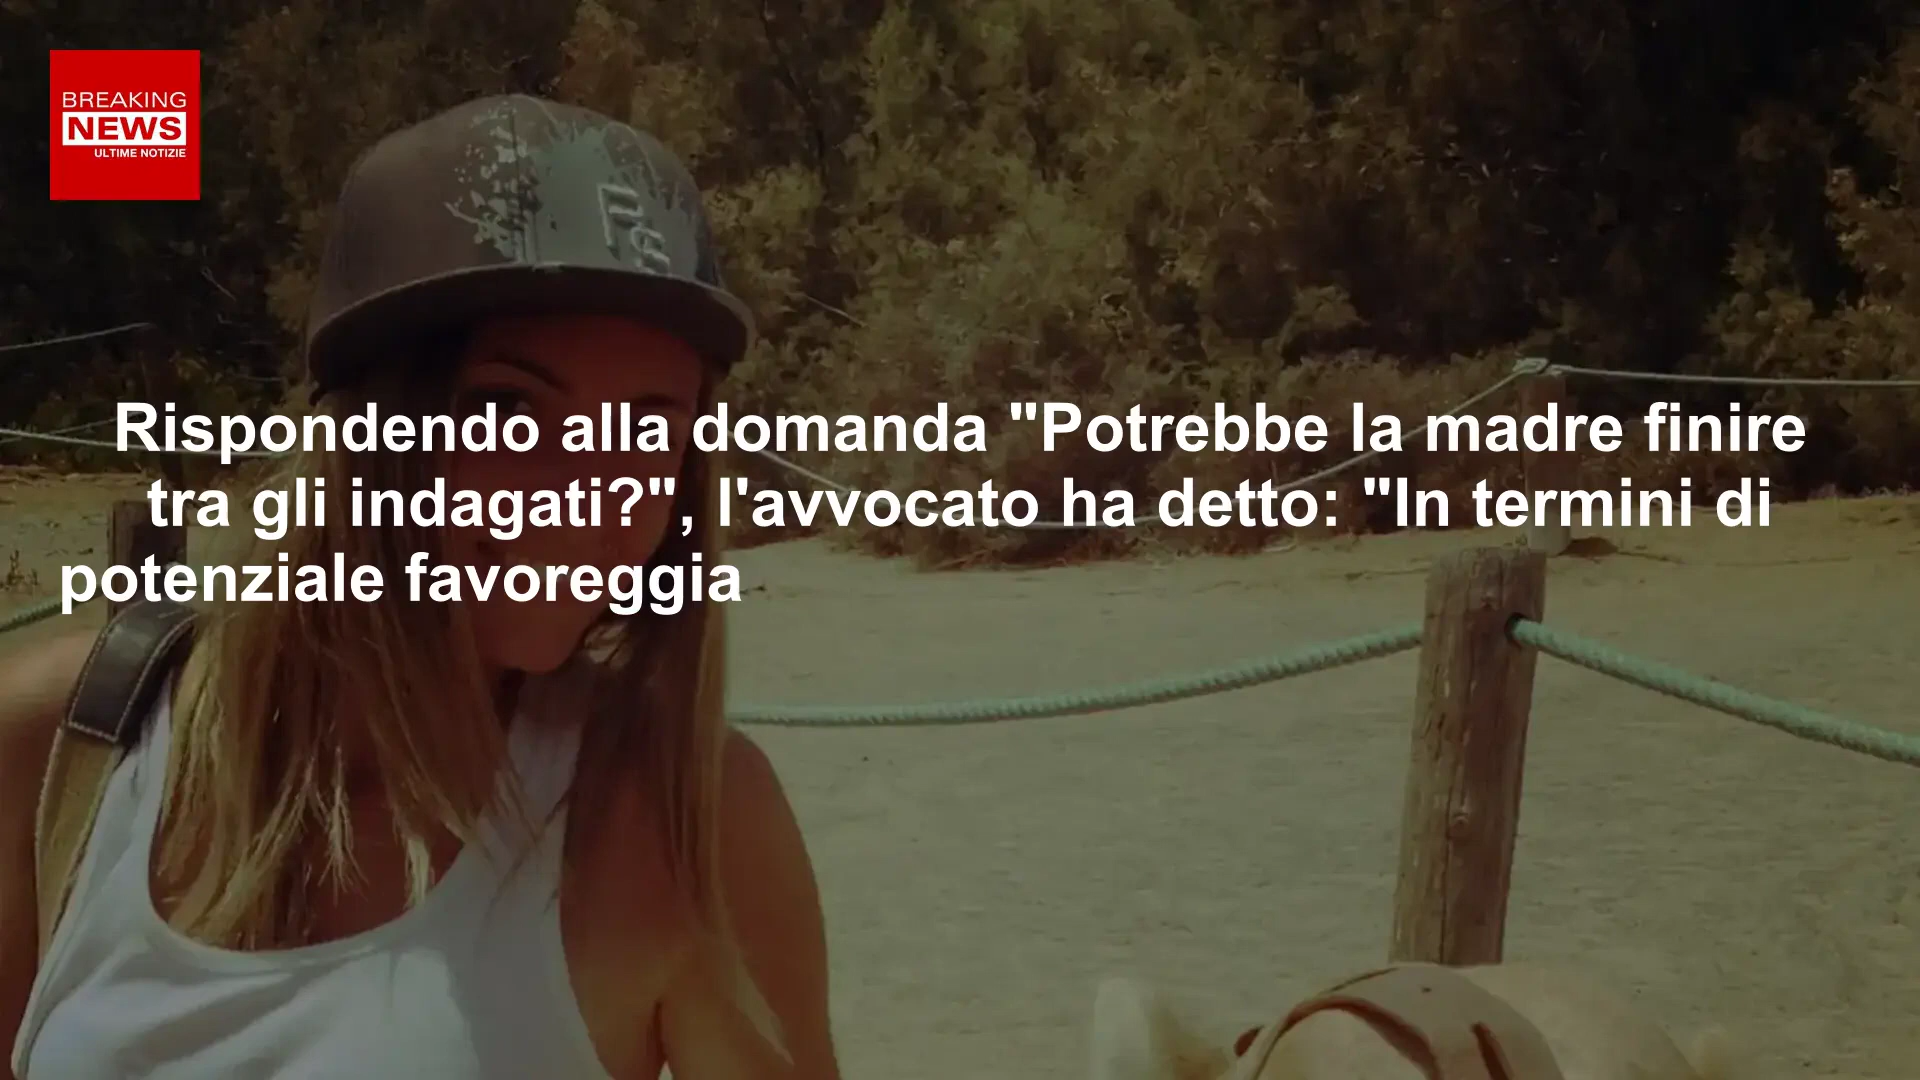 BREAKING
NEWS
ULTIME NOTIZIE
PS
Rispondendo alla domanda "Potrebbe la madre finire
tra gli indagati?", l'avvocato ha detto: "In termini di
potenziale favoreggia